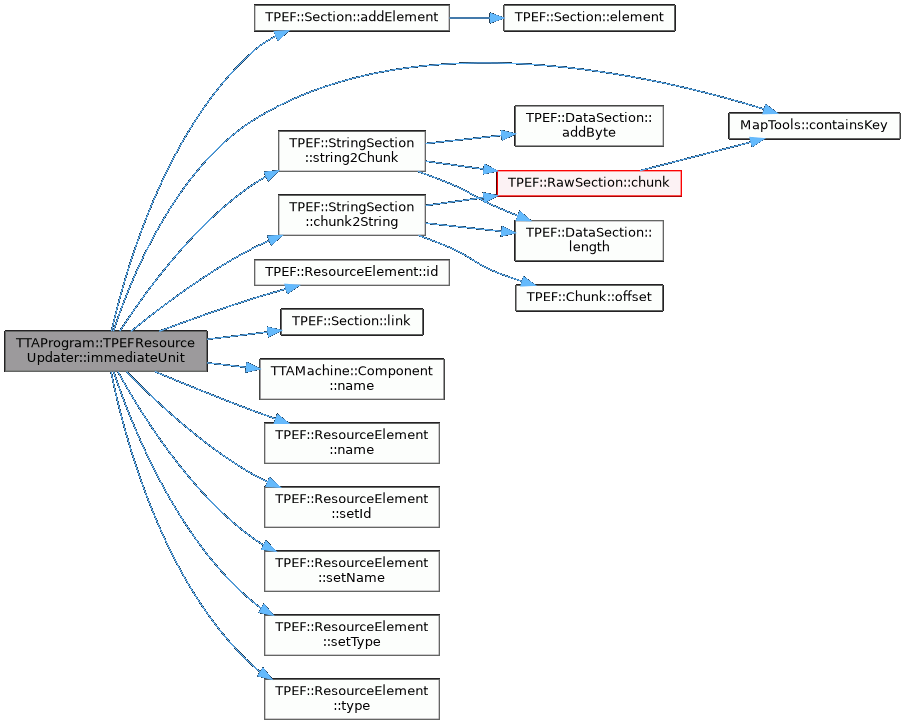 TPEF::Section::addElement
TPEF::Section::element
TPEF::DataSection::
addByte
MapTools::containsKey
TPEF::StringSection
::string2Chunk
TPEF::RawSection::chunk
TPEF::StringSection
::chunk2String
TPEF::DataSection::
length
TPEF::ResourceElement::id
TPEF::Chunk::offset
TPEF::Section::link
TTAProgram::TPEFResource
Updater::immediateUnit
TTAMachine::Component
::name
TPEF::ResourceElement
::name
TPEF::ResourceElement
::setId
TPEF::ResourceElement
::setName
TPEF::ResourceElement
::setType
TPEF::ResourceElement
::type